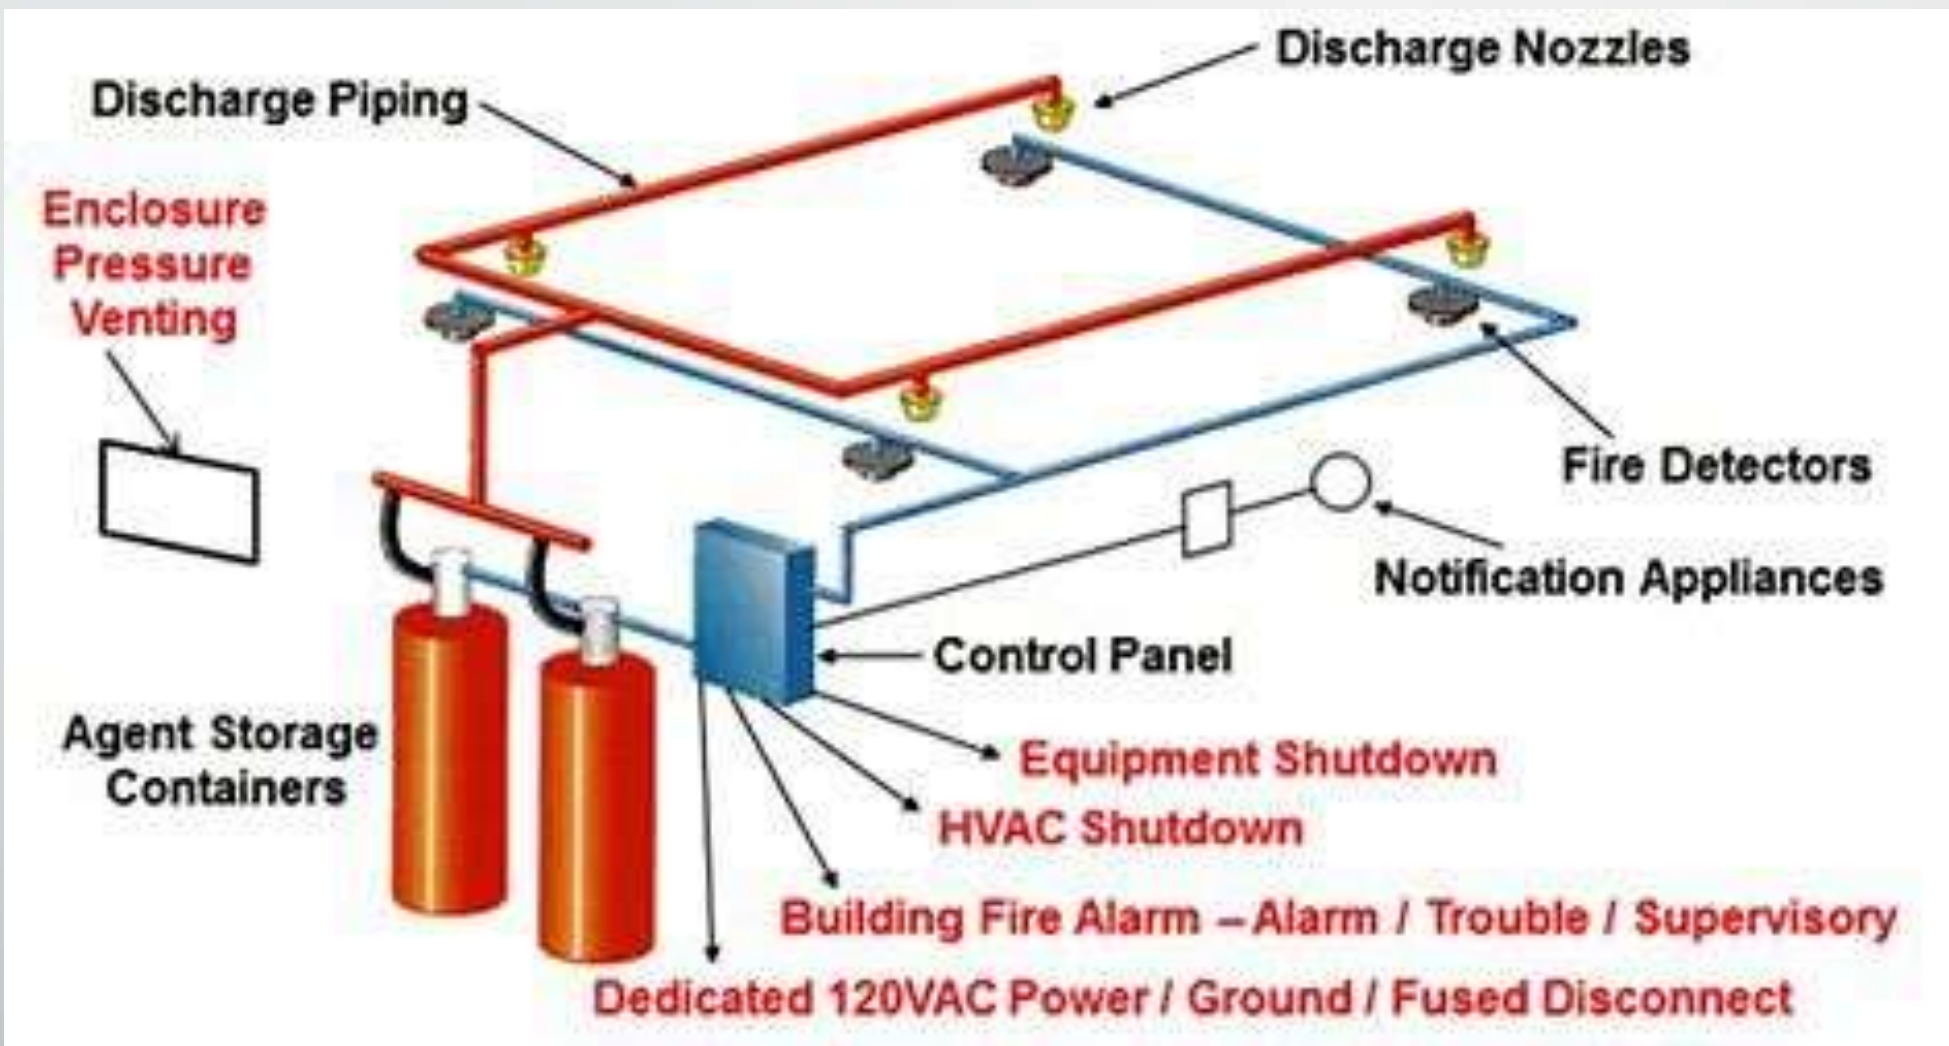 Discharge Nozzles
Discharge Piping
Enclosure
Pressure
Venting
Fire Detectors
Notification Appliances
Control Panel
Agent Storage
Containers
Equipment Shutdown
HVAC Shutdown
Building Fire Alarm – Alarm / Trouble / Supervisory
Dedicated 120VAC Power / Ground / Fused Disconnect